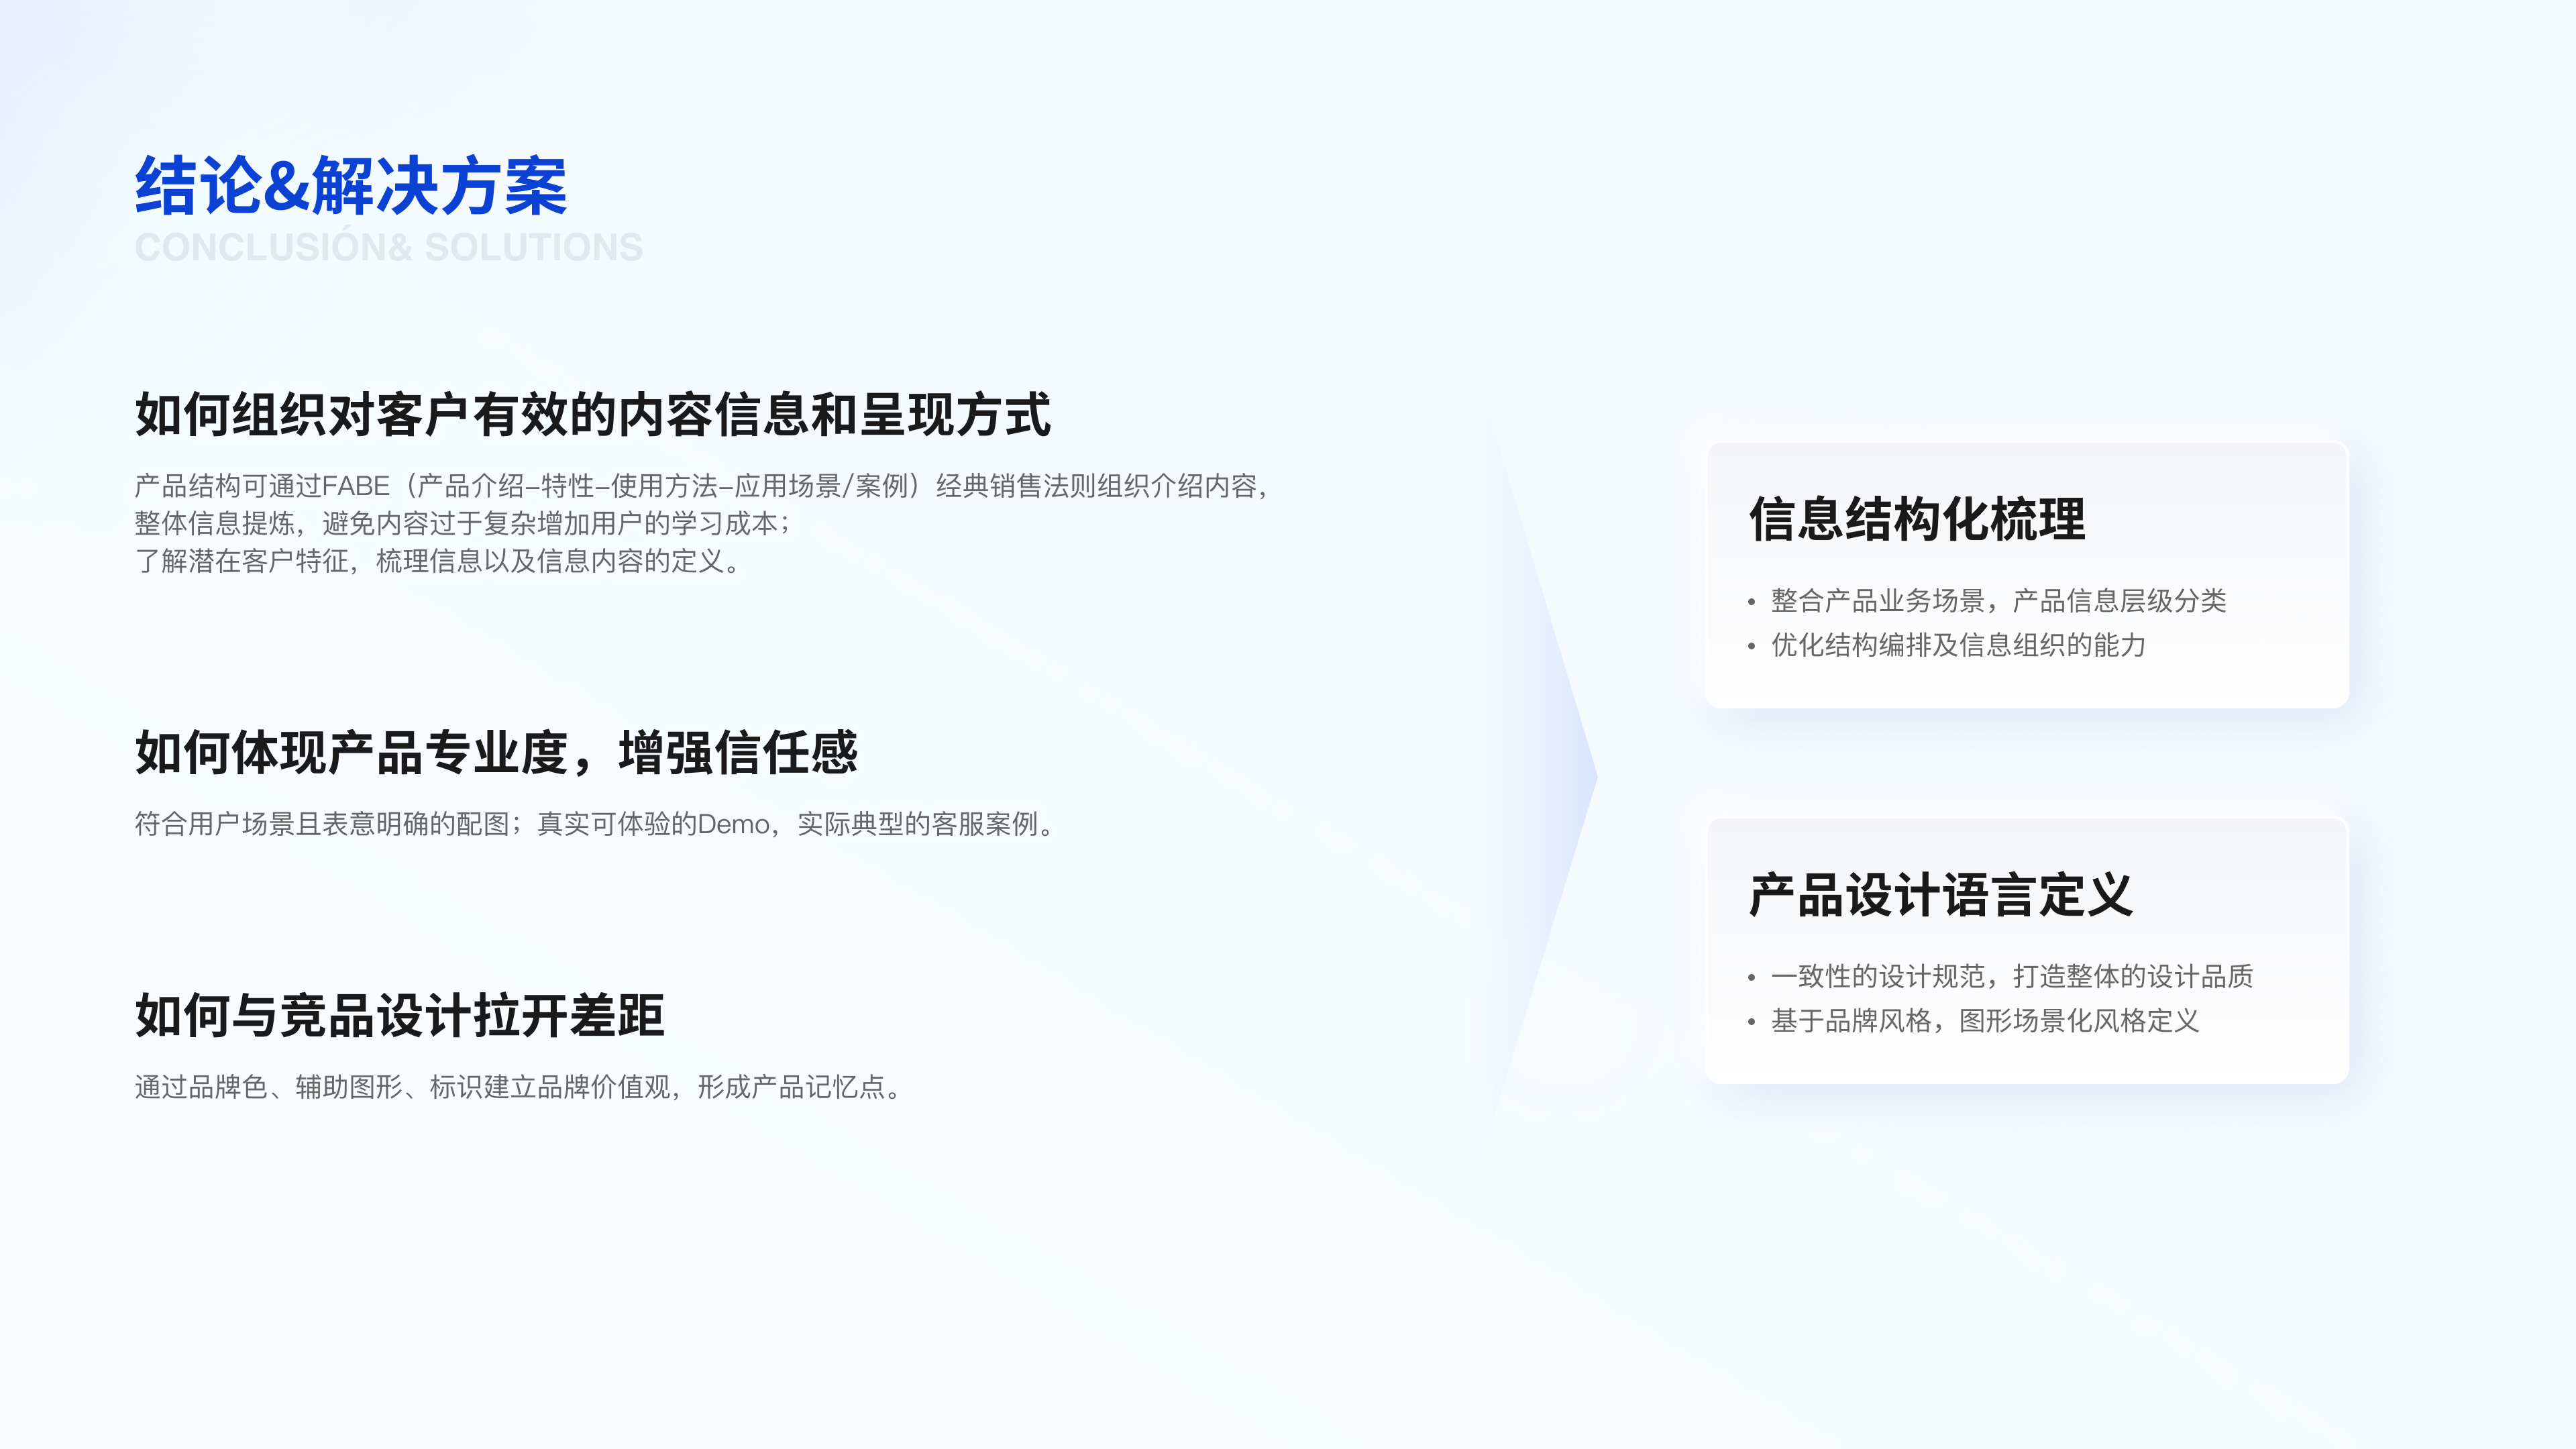 结论&解决方案
CONCLUSIÓN& SOLUTIONS
如何组织对客户有效的内容信息和呈现方式
产品结构可通过FABE（产品介绍–特性–使用方法–应用场景/案例）经典销售法则组织介绍内容，
整体信息提炼，避免内容过于复杂增加用户的学习成本；
了解潜在客户特征，梳理信息以及信息内容的定义。
如何体现产品专业度，增强信任感
符合用户场景且表意明确的配图；真实可体验的Demo，实际典型的客服案例。
如何与竞品设计拉开差距
通过品牌色、辅助图形、标识建立品牌价值观，形成产品记忆点。
信息结构化梳理
• 整合产品业务场景，产品信息层级分类
• 优化结构编排及信息组织的能力
产品设计语言定义
• 一致性的设计规范，打造整体的设计品质
• 基于品牌风格，图形场景化风格定义